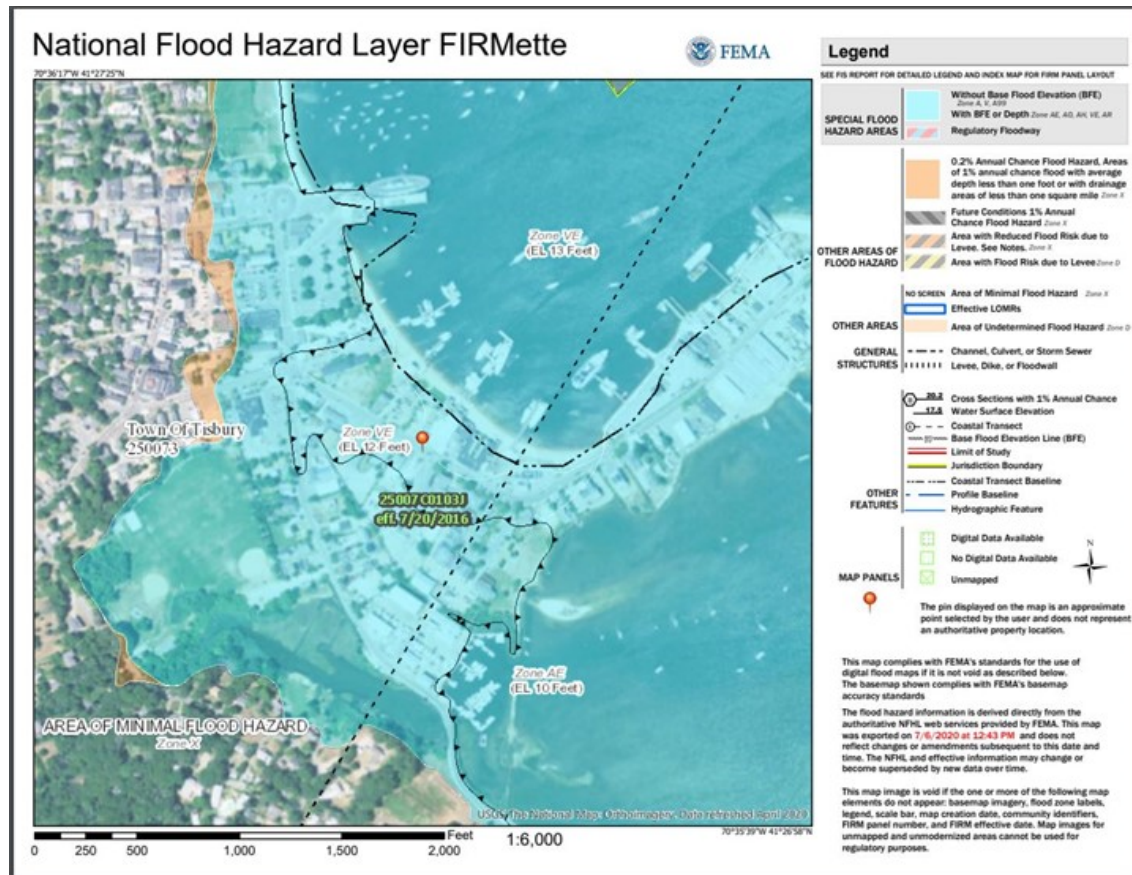 National Flood Hazard Layer FIRMette
FEMA
70°36'17"W 41°27'25"N
Zone VE
(EL 13 Feet)
Town Of Tisbury
250073
Zone VE
(EL 12 Feet)
25007C0103J
eff. 7/20/2016
Zone AE
(EL 10 Feet)
AREA OF MINIMAL FLOOD HAZARD
Zone X
USGS The National Map: Orthoimagery. Data refreshed April 2020
70°35'39"W 41°26'58"N
Feet
0 250 500 1,000 1,500 2,000
1:6,000
Legend
SEE FIS REPORT FOR DETAILED LEGEND AND INDEX MAP FOR FIRM PANEL LAYOUT
SPECIAL FLOOD
HAZARD AREAS
Without Base Flood Elevation (BFE)
Zone A, V, A99
With BFE or Depth Zone AE, AO, AH, VE, AR
Regulatory Floodway
0.2% Annual Chance Flood Hazard, Areas
of 1% annual chance flood with average
depth less than one foot or with drainage
areas of less than one square mile Zone X
Future Conditions 1% Annual
Chance Flood Hazard Zone X
Area with Reduced Flood Risk due to
Levee. See Notes. Zone X
Area with Flood Risk due to Levee Zone D
OTHER AREAS OF
FLOOD HAZARD
NO SCREEN Area of Minimal Flood Hazard Zone X
Effective LOMRs
Area of Undetermined Flood Hazard Zone D
OTHER AREAS
GENERAL
STRUCTURES
Channel, Culvert, or Storm Sewer
Levee, Dike, or Floodwall
B 20.2 Cross Sections with 1% Annual Chance
17.5 Water Surface Elevation
Coastal Transect
Base Flood Elevation Line (BFE)
Limit of Study
Jurisdiction Boundary
Coastal Transect Baseline
Profile Baseline
Hydrographic Feature
OTHER
FEATURES
Digital Data Available
No Digital Data Available
Unmapped
MAP PANELS
N
The pin displayed on the map is an approximate
point selected by the user and does not represent
an authoritative property location.
This map complies with FEMA's standards for the use of
digital flood maps if it is not void as described below.
The basemap shown complies with FEMA's basemap
accuracy standards
The flood hazard information is derived directly from the
authoritative NFHL web services provided by FEMA. This map
was exported on 7/6/2020 at 12:43 PM and does not
reflect changes or amendments subsequent to this date and
time. The NFHL and effective information may change or
become superseded by new data over time.
This map image is void if the one or more of the following map
elements do not appear: basemap imagery, flood zone labels,
legend, scale bar, map creation date, community identifiers,
FIRM panel number, and FIRM effective date. Map images for
unmapped and unmodernized areas cannot be used for
regulatory purposes.